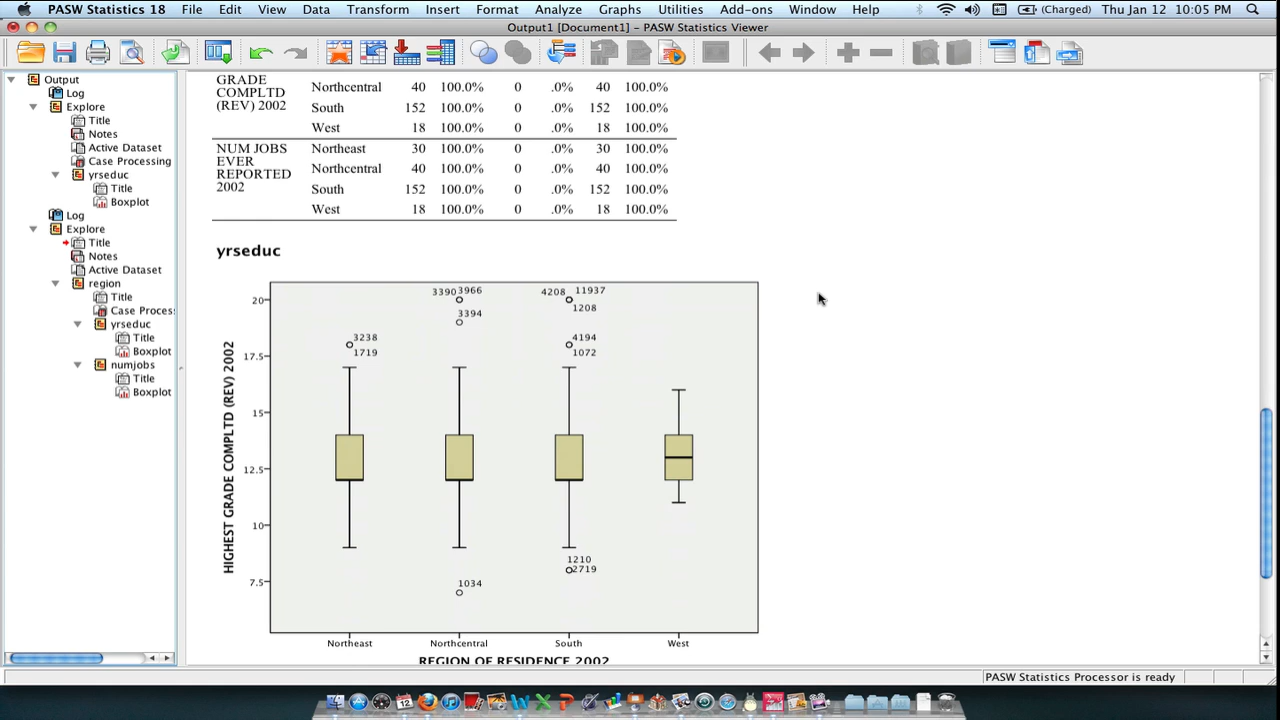 PASW Statistics 18 File Edit View Data Transform Insert Format Analyze Graphs Utilities Add-ons Window Help (Charged) Thu Jan 12 10:05 PM
Output1 [Document1] – PASW Statistics Viewer
Output
Log
Explore
Title
Notes
Active Dataset
Case Processing
yrseduc
Title
Boxplot
Log
Explore
Title
Notes
Active Dataset
region
Title
Case Proces
yrseduc
Title
Boxplot
numjobs
Title
Boxplot
GRADE
COMPLTD
(REV) 2002
Northcentral 40 100.0% 0 .0% 40 100.0%
South 152 100.0% 0 .0% 152 100.0%
West 18 100.0% 0 .0% 18 100.0%
NUM JOBS
EVER
REPORTED
2002
Northeast 30 100.0% 0 .0% 30 100.0%
Northcentral 40 100.0% 0 .0% 40 100.0%
South 152 100.0% 0 .0% 152 100.0%
West 18 100.0% 0 .0% 18 100.0%
yrseduc
HIGHEST GRADE COMPLTD (REV) 2002
20
17.5
15
12.5
10
7.5
3238
1719
3390 3966
3394
1034
4208 11937
1208
4194
1072
1210
2719
Northeast Northcentral South West
REGION OF RESIDENCE 2002
PASW Statistics Processor is ready